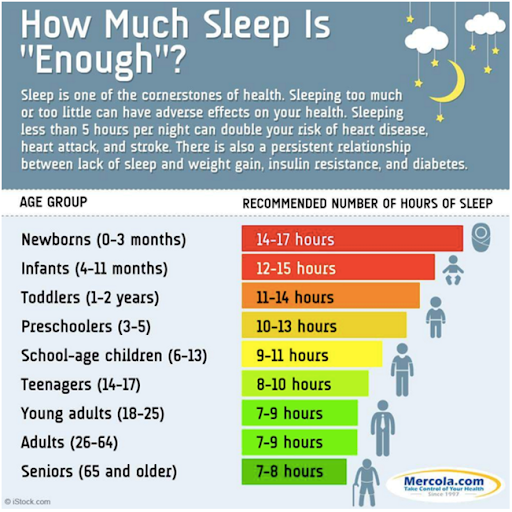 How Much Sleep Is
"Enough"?
Sleep is one of the cornerstones of health. Sleeping too much
or too little can have adverse effects on your health. Sleeping
less than 5 hours per night can double your risk of heart disease,
heart attack, and stroke. There is also a persistent relationship
between lack of sleep and weight gain, insulin resistance, and diabetes.
AGE GROUP RECOMMENDED NUMBER OF HOURS OF SLEEP
Newborns (0-3 months) 14-17 hours
Infants (4-11 months) 12-15 hours
Toddlers (1-2 years) 11-14 hours
Preschoolers (3-5) 10-13 hours
School-age children (6-13) 9-11 hours
Teenagers (14-17) 8-10 hours
Young adults (18-25) 7-9 hours
Adults (26-64) 7-9 hours
Seniors (65 and older) 7-8 hours
Mercola.com
Take Control of Your Health
Since 1997
© iStock.com